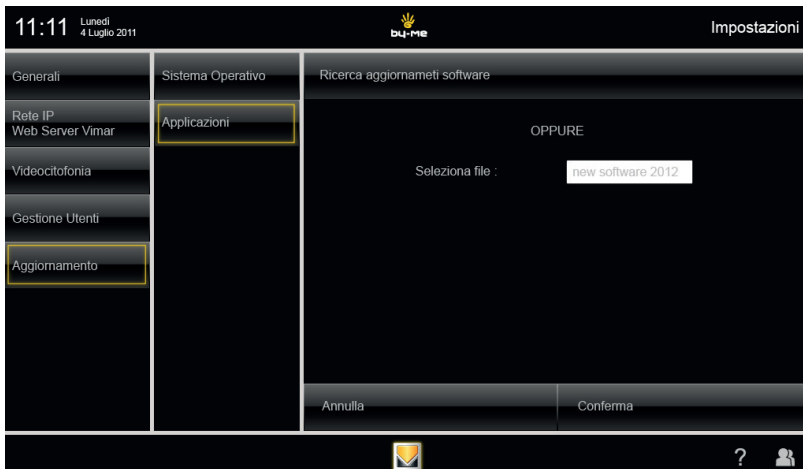 11:11
Lunedì
4 Luglio 2011
by-me
Impostazioni
Generali
Rete IP
Web Server Vimar
Videocitofonia
Gestione Utenti
Aggiornamento
Sistema Operativo
Applicazioni
Ricerca aggiornameti software
OPPURE
Seleziona file :
new software 2012
Annulla
Conferma
?